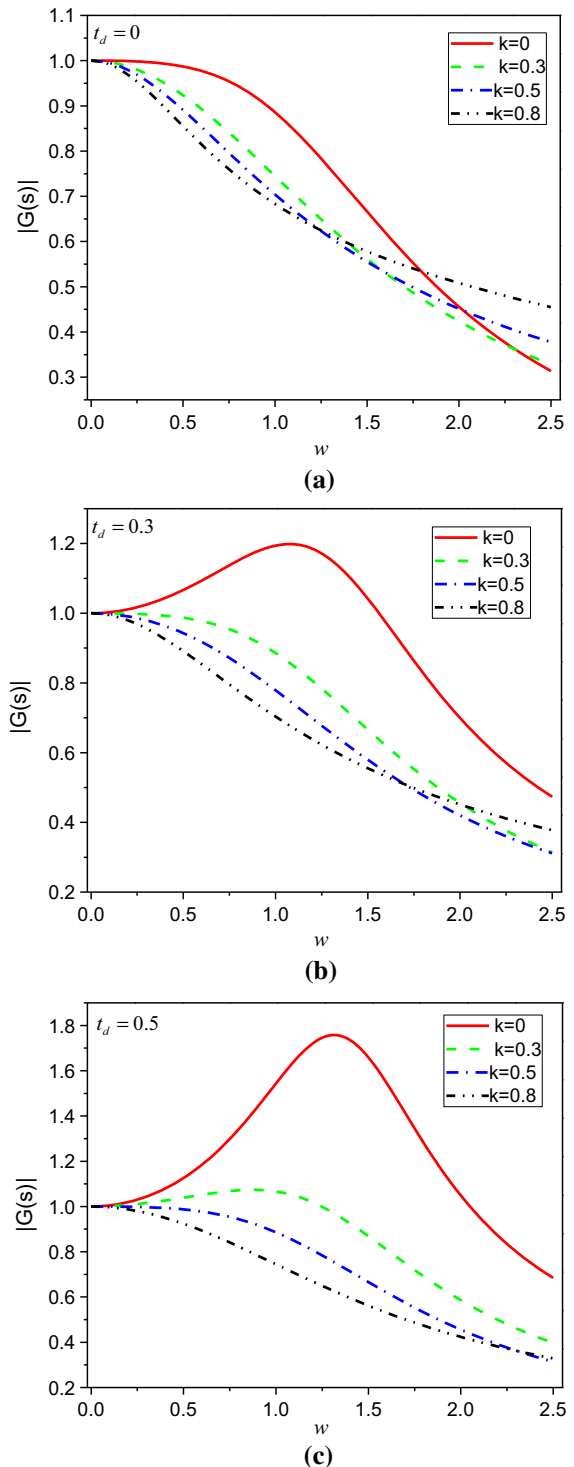 t_d = 0
k=0
k=0.3
k=0.5
k=0.8
1.1
1.0
0.9
0.8
0.7
0.6
0.5
0.4
0.3
|G(s)|
0.0 0.5 1.0 1.5 2.0 2.5
w
(a)
t_d = 0.3
k=0
k=0.3
k=0.5
k=0.8
1.2
1.0
0.8
0.6
0.4
0.2
|G(s)|
0.0 0.5 1.0 1.5 2.0 2.5
w
(b)
t_d = 0.5
k=0
k=0.3
k=0.5
k=0.8
1.8
1.6
1.4
1.2
1.0
0.8
0.6
0.4
0.2
|G(s)|
0.0 0.5 1.0 1.5 2.0 2.5
w
(c)